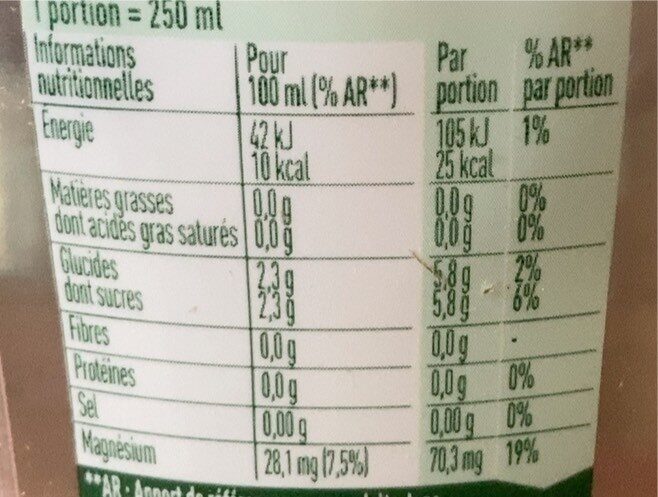 1 portion = 250 ml
Informations nutritionnelles Pour 100 ml (% AR**) Par portion % AR** par portion
Énergie 42 kJ 105 kJ 1%
10 kcal 25 kcal
Matières grasses 0,0 g 0,0 g 0%
dont acides gras saturés 0,0 g 0,0 g 0%
Glucides 2,3 g 5,8 g 2%
dont sucres 2,3 g 5,8 g 6%
Fibres 0,0 g 0,0 g -
Protéines 0,0 g 0,0 g 0%
Sel 0,00 g 0,00 g 0%
Magnésium 28,1 mg (7,5%) 70,3 mg 19%
**AR : Apport de